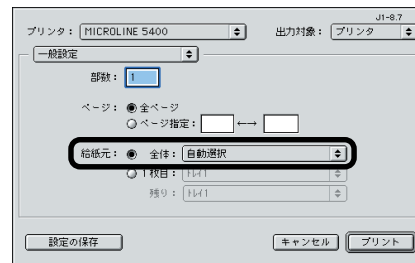 J1-8.7
プリンタ： MICROLINE 5400 出力対象： プリンタ
一般設定
部数： 1
ページ： 全ページ
ページ指定： ←→
給紙元： 全体： 自動選択
1枚目： トレイ1
残り： トレイ1
設定の保存 キャンセル プリント